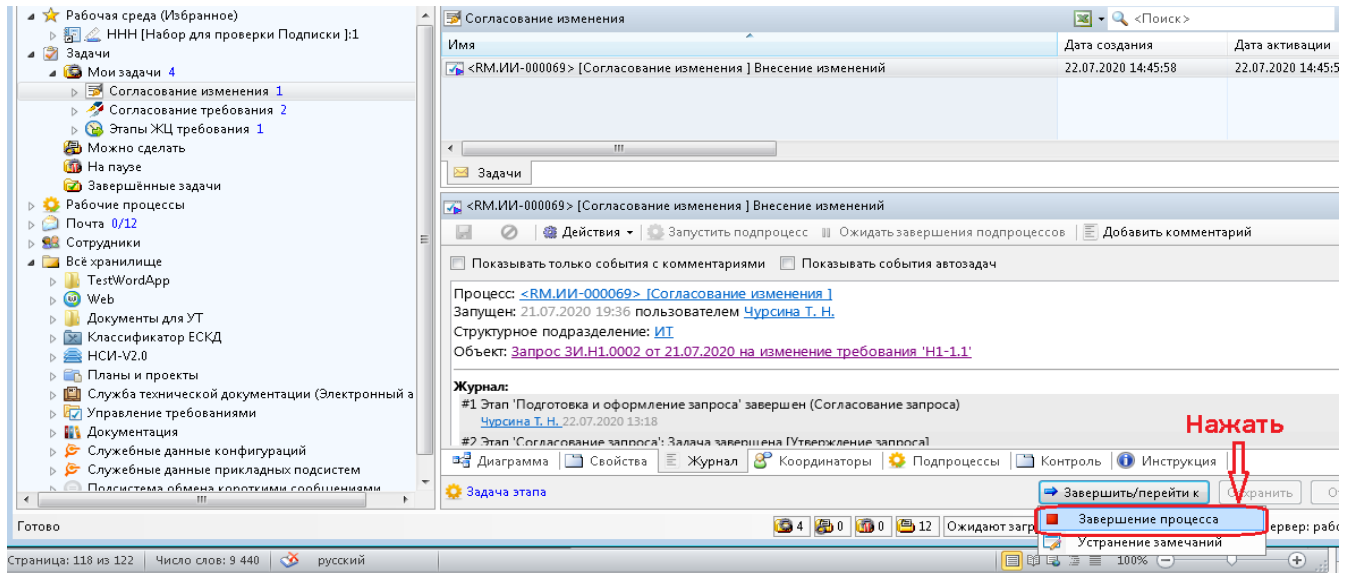 Рабочая среда (Избранное)
ННН [Набор для проверки Подписки ]:1
Задачи
Мои задачи 4
Согласование изменения 1
Согласование требования 2
Этапы ЖЦ требования 1
Можно сделать
На паузе
Завершённые задачи
Рабочие процессы
Почта 0/12
Сотрудники
Всё хранилище
TestWordApp
Web
Документы для УТ
Классификатор ЕСКД
НСИ-V2.0
Планы и проекты
Служба технической документации (Электронный а
Управление требованиями
Документация
Служебные данные конфигураций
Служебные данные прикладных подсистем
Подсистема обмена короткими сообщениями
Согласование изменения
<Поиск>
Имя Дата создания Дата активации
<RM.ИИ-000069> [Согласование изменения ] Внесение изменений 22.07.2020 14:45:58 22.07.2020 14:45:5
Задачи
<RM.ИИ-000069> [Согласование изменения ] Внесение изменений
Действия Запустить подпроцесс Ожидать завершения подпроцессов Добавить комментарий
Показывать только события с комментариями Показывать события автозадач
Процесс: <RM.ИИ-000069> [Согласование изменения ]
Запущен: 21.07.2020 19:36 пользователем Чурсина Т. Н.
Структурное подразделение: ИТ
Объект: Запрос ЗИ.Н1.0002 от 21.07.2020 на изменение требования 'Н1-1.1'
Журнал:
#1 Этап 'Подготовка и оформление запроса' завершен (Согласование запроса)
Чурсина Т. Н. 22.07.2020 13:18
#2 Этап 'Согласование запроса': Задача завершена [Утверждение запроса]
Нажать
Диаграмма Свойства Журнал Координаторы Подпроцессы Контроль Инструкция
Задача этапа
Завершить/перейти к Сохранить О
Завершение процесса
Устранение замечаний
Готово
4 0 0 12 Ожидают загр ервер: рабо
Страница: 118 из 122 Число слов: 9 440 русский 100%